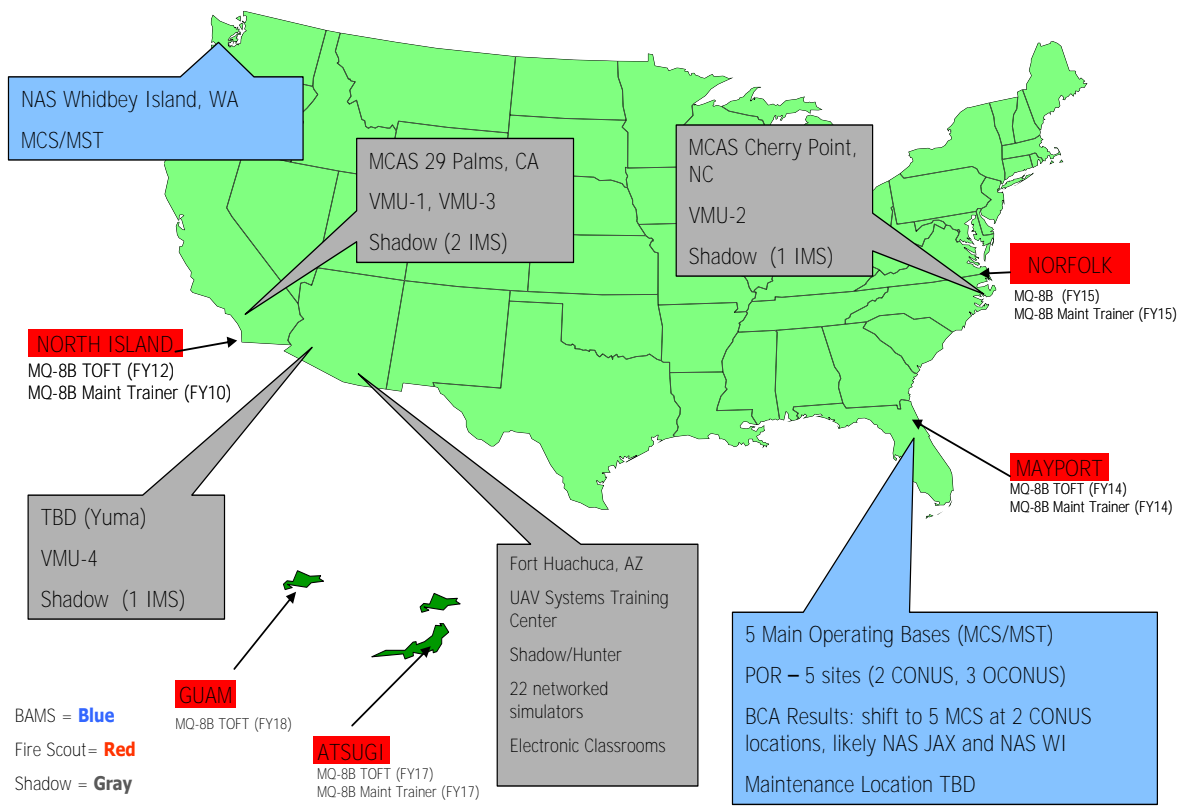 NAS Whidbey Island, WA
MCS/MST
MCAS 29 Palms, CA
VMU-1, VMU-3
Shadow (2 IMS)
MCAS Cherry Point,
NC
VMU-2
Shadow  (1 IMS)
NORFOLK
MQ-8B  (FY15)
MQ-8B Maint Trainer (FY15)
NORTH ISLAND
MQ-8B TOFT (FY12)
MQ-8B Maint Trainer (FY10)
MAYPORT
MQ-8B TOFT (FY14)
MQ-8B Maint Trainer (FY14)
TBD (Yuma)
VMU-4
Shadow  (1 IMS)
Fort Huachuca, AZ
UAV Systems Training
Center
Shadow/Hunter
22 networked
simulators
Electronic Classrooms
5 Main Operating Bases (MCS/MST)
POR – 5 sites (2 CONUS, 3 OCONUS)
BCA Results: shift to 5 MCS at 2 CONUS
locations, likely NAS JAX and NAS WI
Maintenance Location TBD
GUAM
MQ-8B TOFT (FY18)
ATSUGI
MQ-8B TOFT (FY17)
MQ-8B Maint Trainer (FY17)
BAMS = Blue
Fire Scout= Red
Shadow = Gray